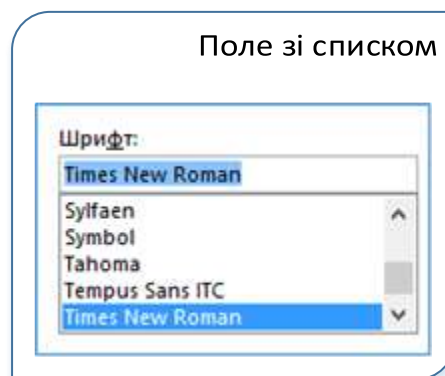 Поле зі списком
Шрифт:
Times New Roman
Sylfaen
Symbol
Tahoma
Tempus Sans ITC
Times New Roman